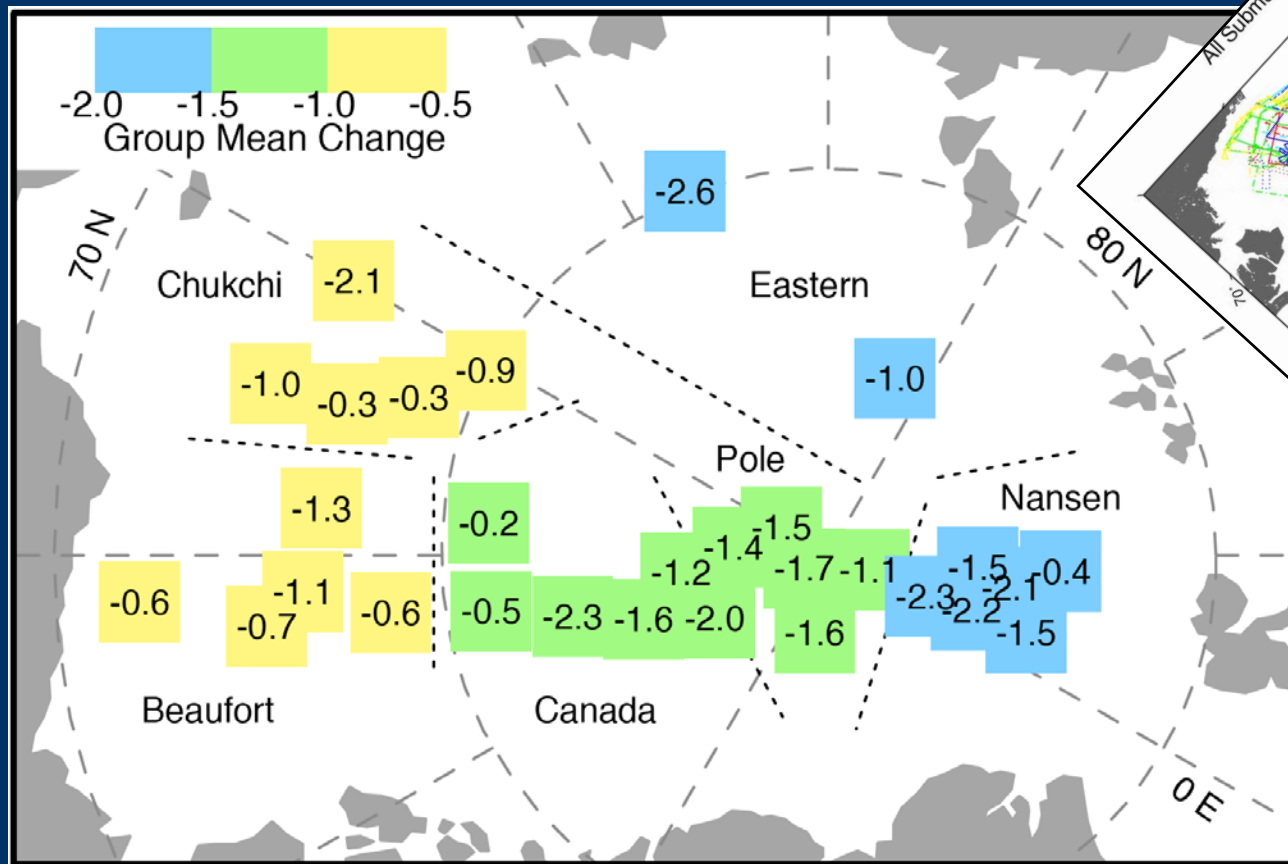 -2.0 -1.5 -1.0 -0.5
Group Mean Change
70 N
80 N
0 E
70°
-2.6
Chukchi
-2.1
Eastern
-1.0 -0.3 -0.3 -0.9
-1.0
Pole
Nansen
-1.3
-0.2
-1.2 -1.4 -1.5 -1.7 -1.1
-2.3 -1.5 -2.1 -0.4
-2.2 -1.5
-0.6 -0.7 -1.1 -0.6
-0.5 -2.3 -1.6 -2.0 -1.6
Beaufort
Canada
All